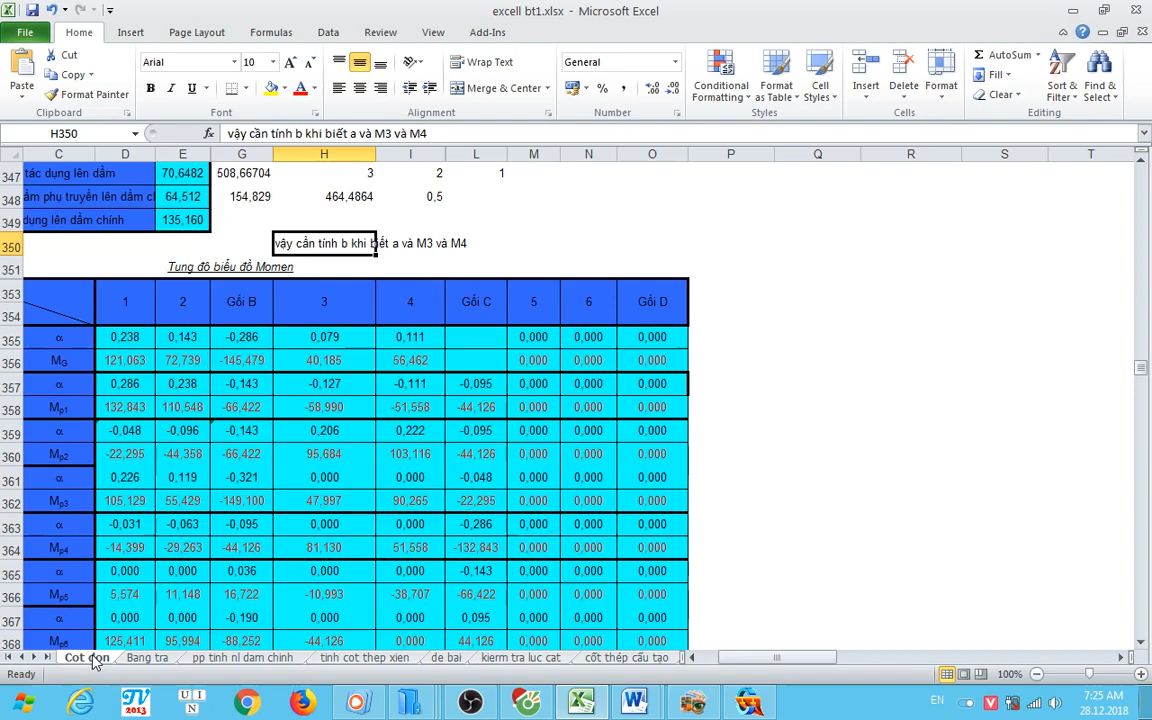 excell bt1.xlsx - Microsoft Excel
File Home Insert Page Layout Formulas Data Review View Add-Ins
Paste Cut Copy Format Painter Clipboard
Arial 10 B I U A A Font
Wrap Text Merge & Center Alignment
General % , Number
Conditional Formatting Format as Table Cell Styles Styles
Insert Delete Format Cells
Σ AutoSum Fill Clear Sort & Filter Find & Select Editing
H350 fx vậy cần tính b khi biết a và M3 và M4
C D E G H I L M N O P Q R S T
347 tác dụng lên dầm 70,6482 508,66704 3 2 1
348 ầm phụ truyền lên dầm cl 64,512 154,829 464,4864 0,5
349 dụng lên dầm chính 135,160
350 vậy cần tính b khi biết a và M3 và M4
351 Tung đô biểu đồ Momen
353 1 2 Gối B 3 4 Gối C 5 6 Gối D
354
355 α 0,238 0,143 -0,286 0,079 0,111 0,000 0,000 0,000
356 MG 121,063 72,739 -145,479 40,185 56,462 0,000 0,000 0,000
357 α 0,286 0,238 -0,143 -0,127 -0,111 -0,095 0,000 0,000 0,000
358 Mp1 132,843 110,548 -66,422 -58,990 -51,558 -44,126 0,000 0,000 0,000
359 α -0,048 -0,096 -0,143 0,206 0,222 -0,095 0,000 0,000 0,000
360 Mp2 -22,295 -44,358 -66,422 95,684 103,116 -44,126 0,000 0,000 0,000
361 α 0,226 0,119 -0,321 0,000 0,000 -0,048 0,000 0,000 0,000
362 Mp3 105,129 55,429 -149,100 47,997 90,265 -22,295 0,000 0,000 0,000
363 α -0,031 -0,063 -0,095 0,000 0,000 -0,286 0,000 0,000 0,000
364 Mp4 -14,399 -29,263 -44,126 81,130 51,558 -132,843 0,000 0,000 0,000
365 α 0,000 0,000 0,036 0,000 0,000 -0,143 0,000 0,000 0,000
366 Mp5 5,574 11,148 16,722 -10,993 -38,707 -66,422 0,000 0,000 0,000
367 α 0,000 0,000 -0,190 0,000 0,000 0,095 0,000 0,000 0,000
368 Mp6 125,411 95,994 -88,252 -44,126 0,000 44,126 0,000 0,000 0,000
Cot don Bang tra pp tinh nl dam chinh tinh cot thep xien de bai kierm tra luc cat cốt thép cấu tạo
Ready 100%
TV 2013 U I N W EN V 7:25 AM
28.12.2018